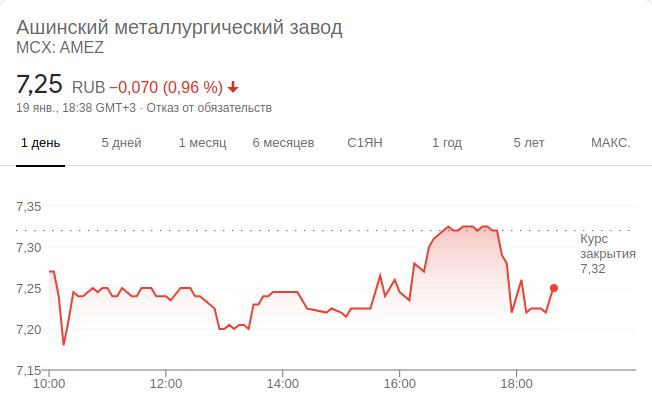 Ашинский металлургический завод
MCX: AMEZ
7,25 RUB −0,070 (0,96 %)
19 янв., 18:38 GMT+3 · Отказ от обязательств
1 день 5 дней 1 месяц 6 месяцев С1ЯН 1 год 5 лет МАКС.
7,35
7,30
7,25
7,20
7,15
Курс
закрытия
7,32
10:00 12:00 14:00 16:00 18:00